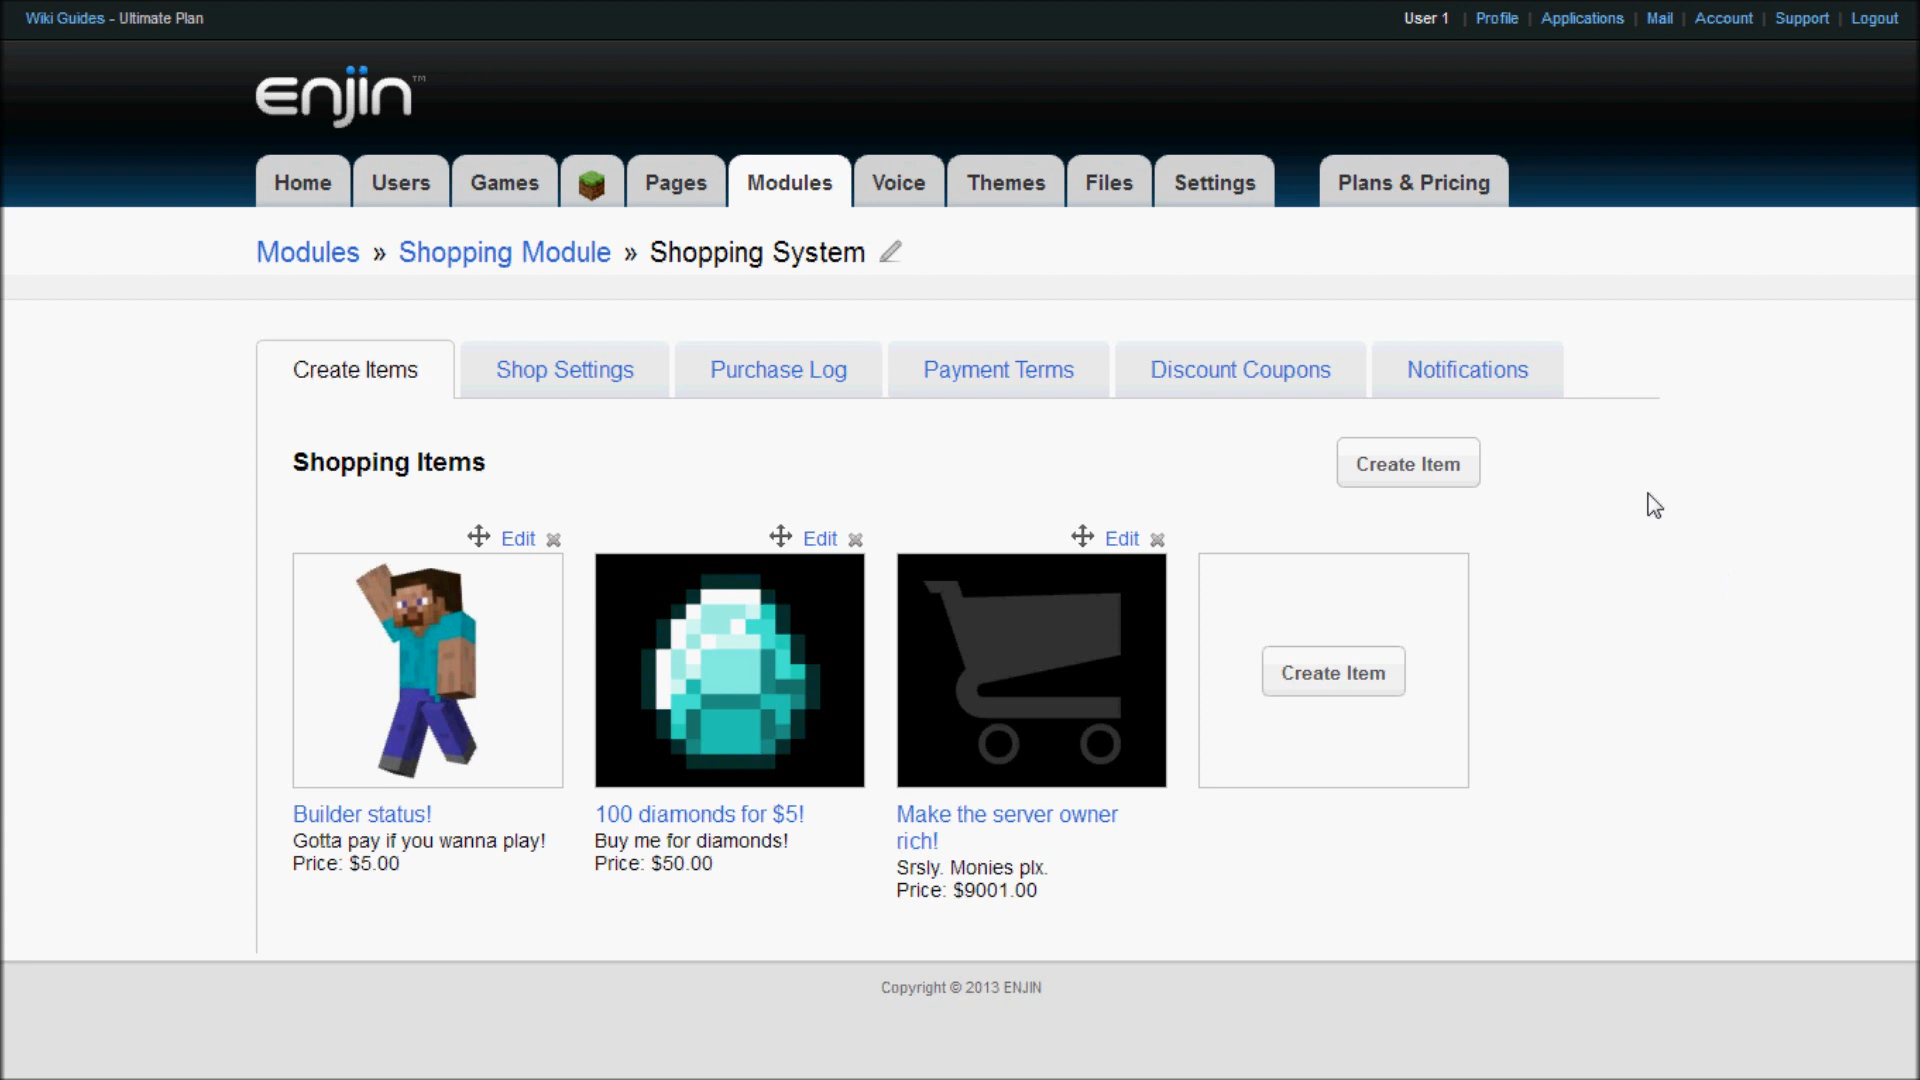 Wiki Guides - Ultimate Plan
User 1 | Profile | Applications | Mail | Account | Support | Logout
enjin™
Home Users Games Pages Modules Voice Themes Files Settings Plans & Pricing
Modules » Shopping Module » Shopping System
Create Items Shop Settings Purchase Log Payment Terms Discount Coupons Notifications
Shopping Items Create Item
Edit Edit Edit
Create Item
Builder status!
Gotta pay if you wanna play!
Price: $5.00
100 diamonds for $5!
Buy me for diamonds!
Price: $50.00
Make the server owner
rich!
Srsly. Monies plx.
Price: $9001.00
Copyright © 2013 ENJIN